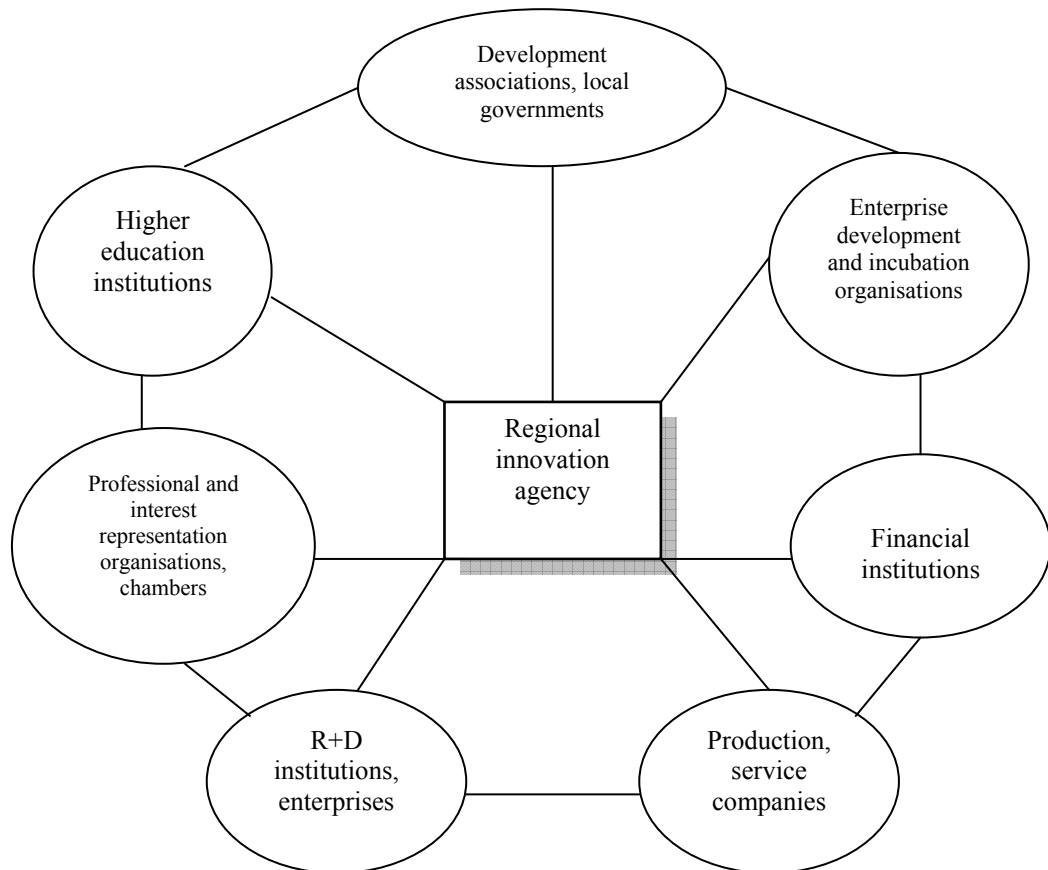 Development
associations, local
governments
Higher
education
institutions
Enterprise
development
and incubation
organisations
Regional
innovation
agency
Professional and
interest
representation
organisations,
chambers
Financial
institutions
R+D
institutions,
enterprises
Production,
service
companies